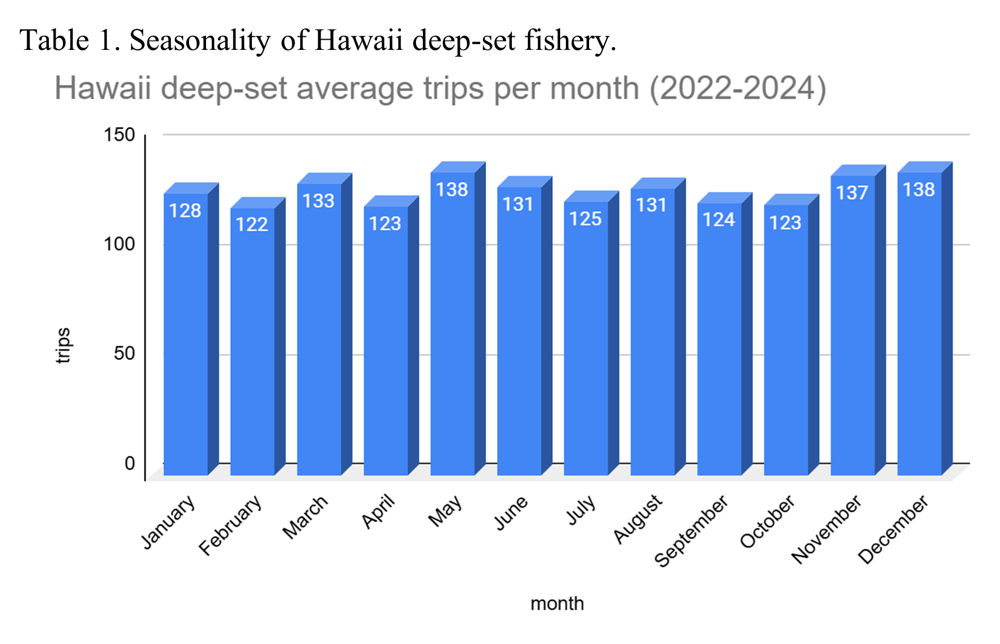 Table 1. Seasonality of Hawaii deep-set fishery.
Hawaii deep-set average trips per month (2022-2024)
150
100
50
0
trips
128
122
133
123
138
131
125
131
124
123
137
138
January
February
March
April
May
June
July
August
September
October
November
December
month